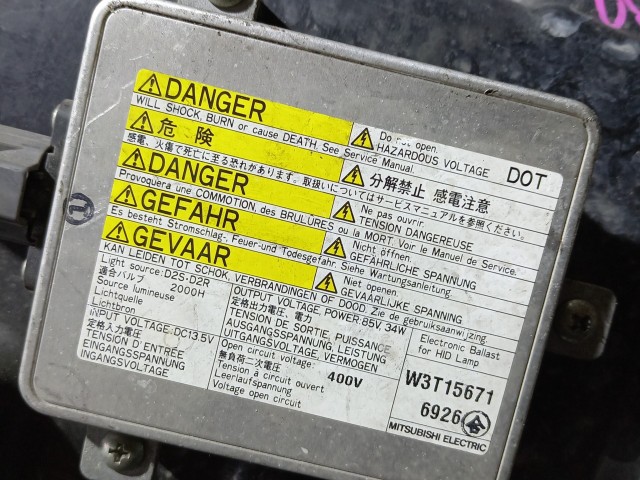 DANGER
WILL SHOCK, BURN or cause DEATH. See Service Manual.
Do not open.
HAZARDOUS VOLTAGE
DOT
危険
感電、火傷で死亡に至る恐れがあります。取扱いについてはサービスマニュアルを参照ください。
分解禁止 感電注意
DANGER
Provoquera une COMMOTION, des BRULURES ou la MORT. Voir le Manuel de Service.
Ne pas ouvrir
TENSION DANGEREUSE
GEFAHR
Es besteht Stromschlag-, Feuer-und Todesgefahr. Siehe Wartungsanleitung.
Nicht öffnen.
GEFÄHRLICHE SPANNUNG
GEVAAR
KAN LEIDEN TOT SCHOK, VERBRANDINGEN OF DOOD. Zie de gebruiksaanwijzing.
Niet openen
GEVAARLIJKE SPANNING
Light source:D2S·D2R
適合バルブ 2000H
Source lumineuse
Lichtquelle
Lichtbron
INPUT VOLTAGE:DC13.5V
定格入力電圧
TENSION D'ENTRÉE
EINGANGSSPANNUNG
INGANGSVOLTAGE
OUTPUT VOLTAGE, POWER:85V, 34W
定格出力電圧、電力
TENSION DE SORTIE, PUISSANCE
AUSGANGSSPANNUNG, LEISTUNG
UITGANGSVOLTAGE, VERMOGEN
Open circuit voltage:
無負荷二次電圧 400V
Tension à circuit ouvert
Leerlaufspannung
Voltage open circuit
Electronic Ballast
for HID Lamp
W3T15671
6926
MITSUBISHI ELECTRIC